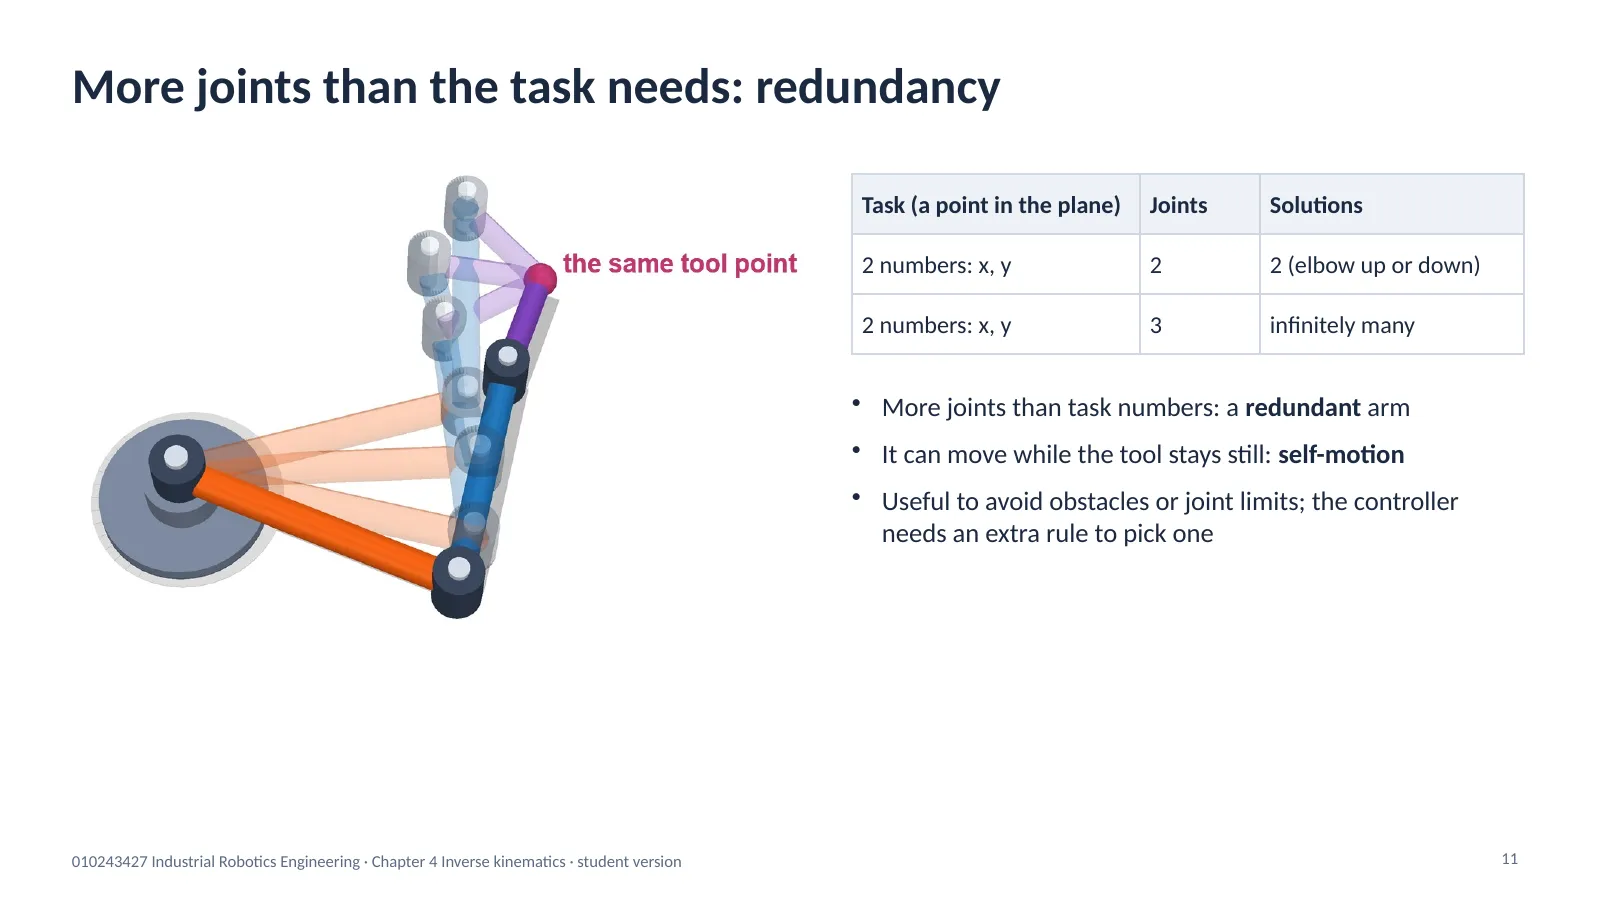 More joints than the task needs: redundancy
the same tool point
Task (a point in the plane) Joints Solutions
2 numbers: x, y 2 2 (elbow up or down)
2 numbers: x, y 3 infinitely many
• More joints than task numbers: a redundant arm
• It can move while the tool stays still: self-motion
• Useful to avoid obstacles or joint limits; the controller
needs an extra rule to pick one
010243427 Industrial Robotics Engineering · Chapter 4 Inverse kinematics · student version
11